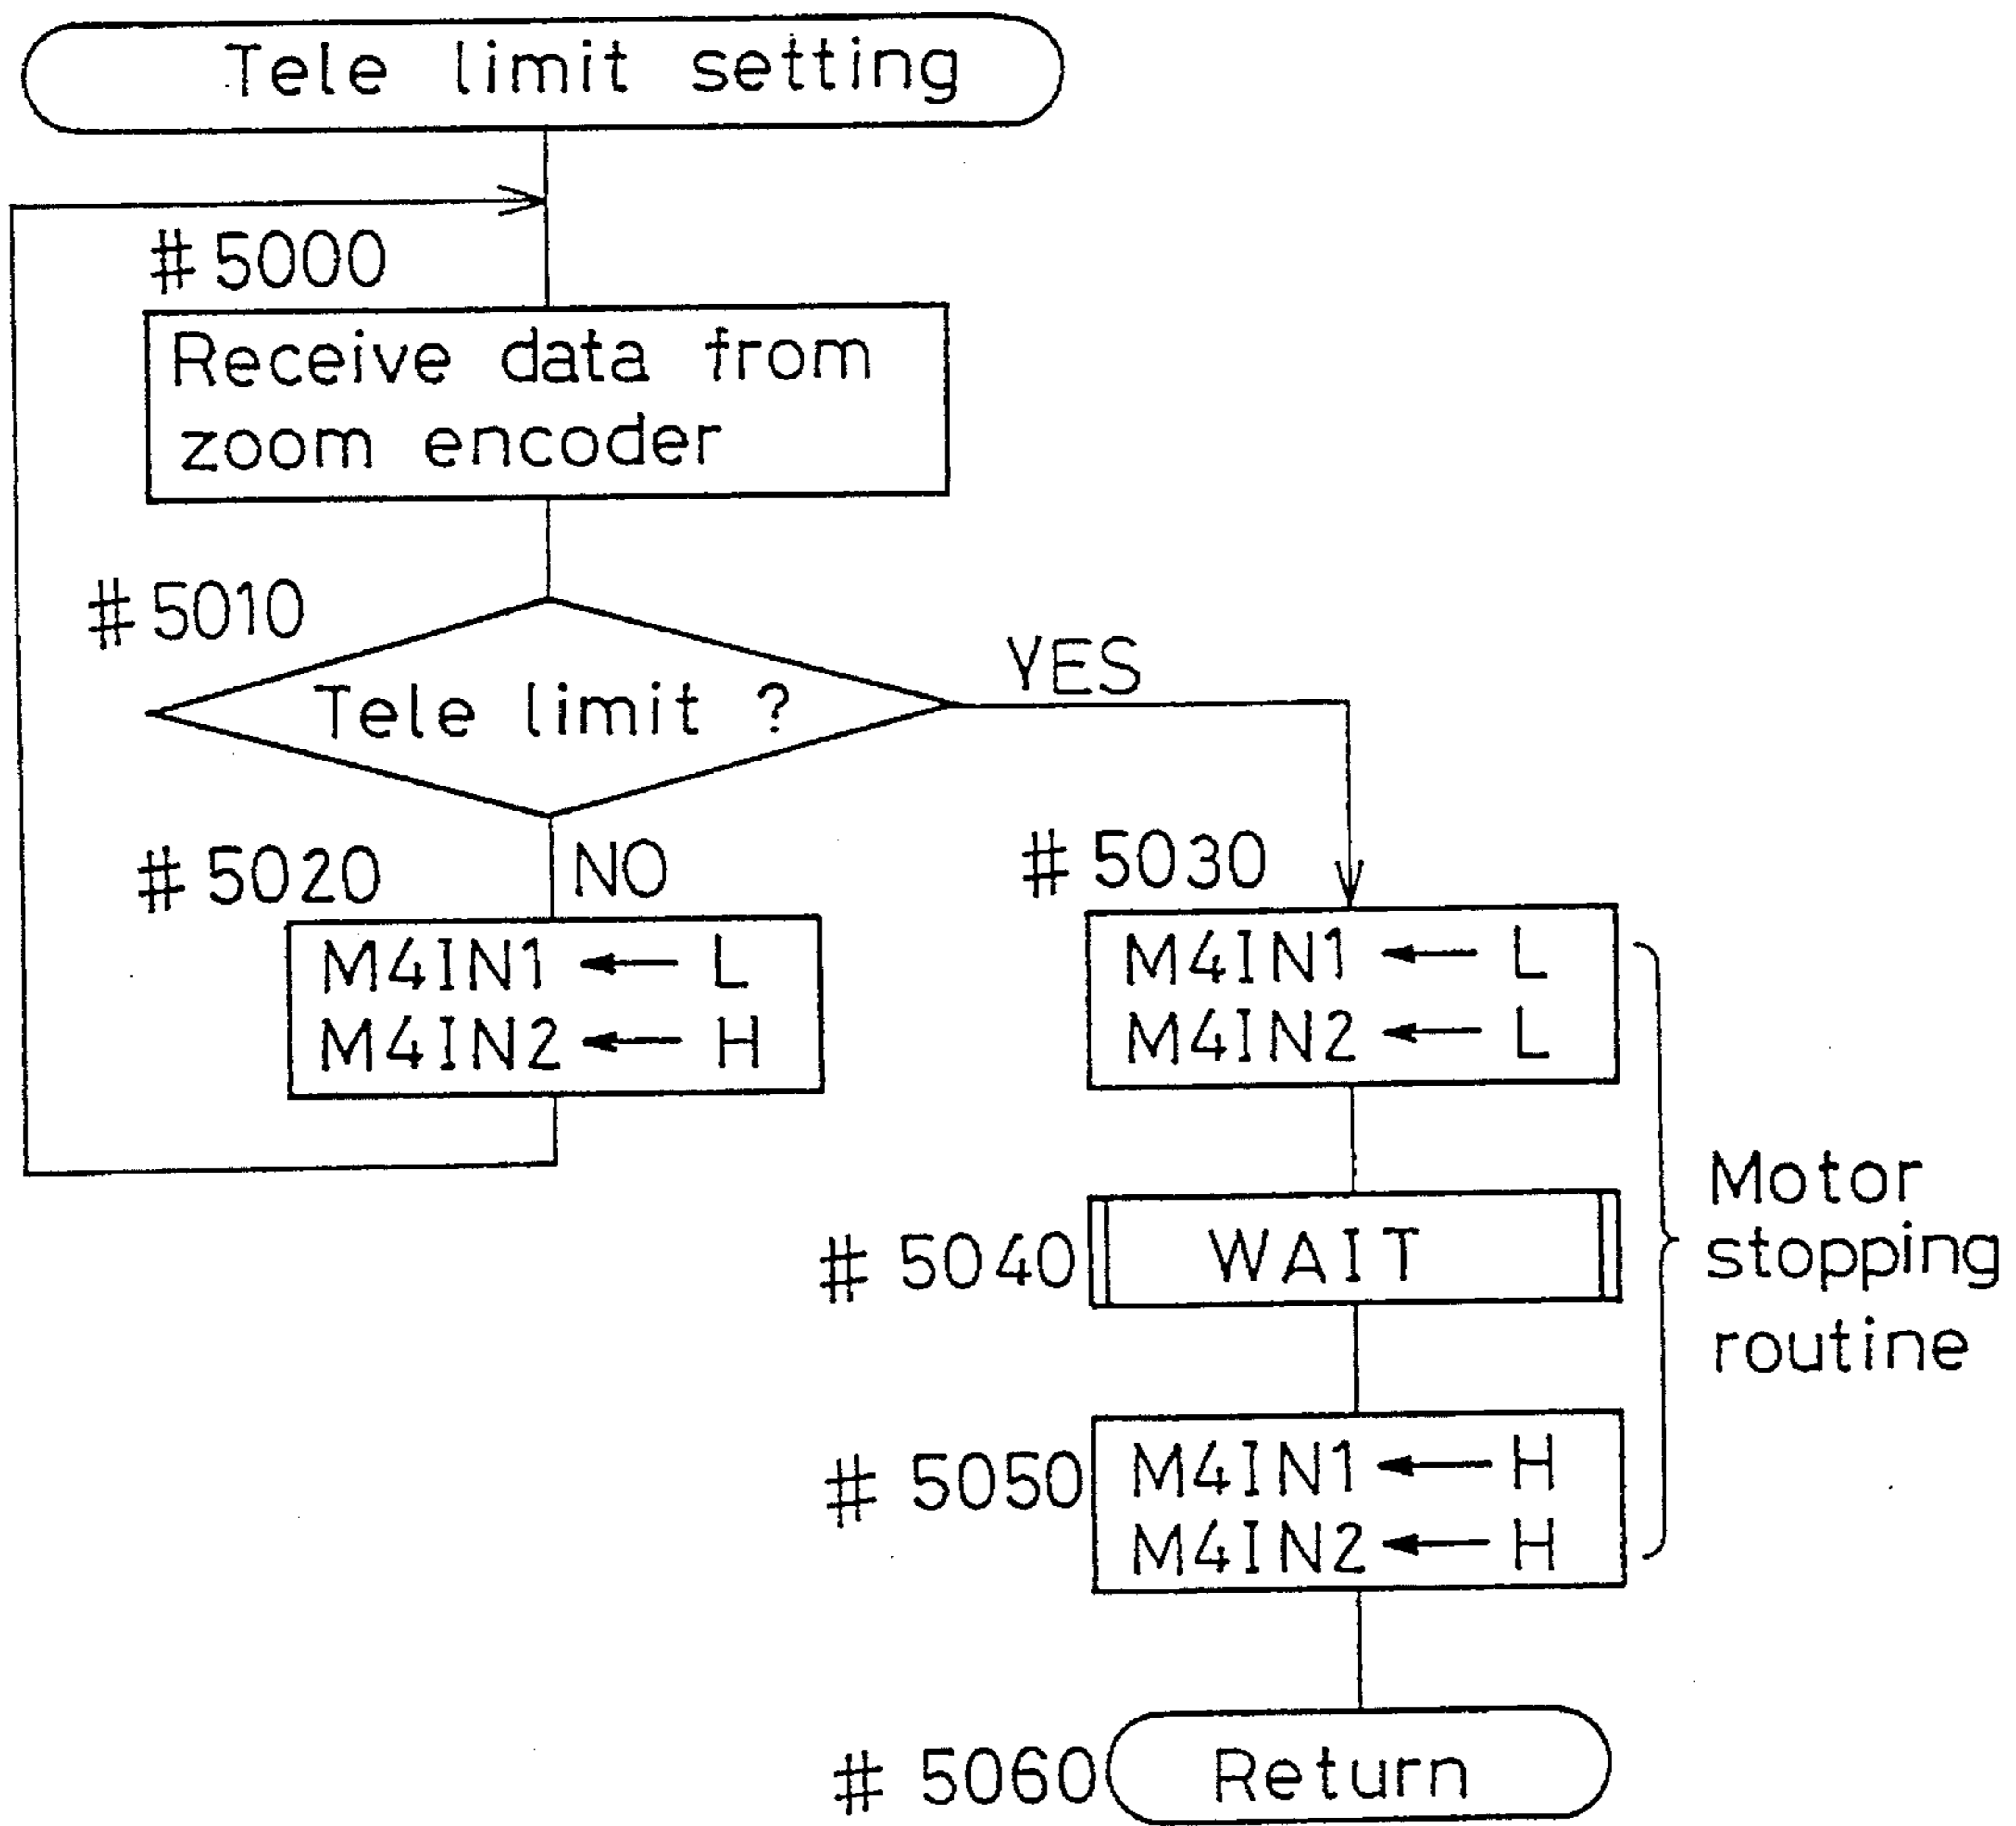 Tele limit setting
#5000
Receive data from
zoom encoder
#5010
Tele limit ?
YES
NO
#5020
M4IN1 ← L
M4IN2 ← H
#5030
M4IN1 ← L
M4IN2 ← L
#5040
WAIT
#5050
M4IN1 ← H
M4IN2 ← H
Motor
stopping
routine
#5060
Return